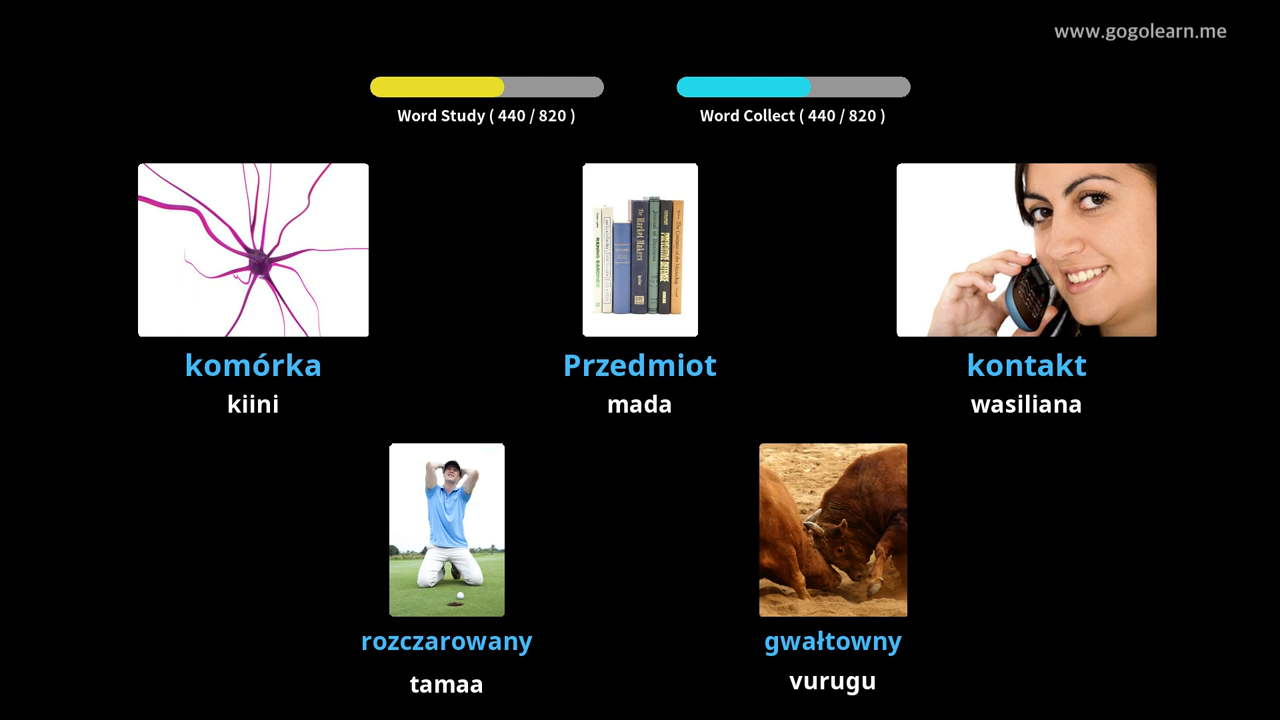 www.gogolearn.me
Word Study ( 440 / 820 )
Word Collect ( 440 / 820 )
komórka
kiini
Przedmiot
mada
kontakt
wasiliana
rozczarowany
tamaa
gwałtowny
vurugu